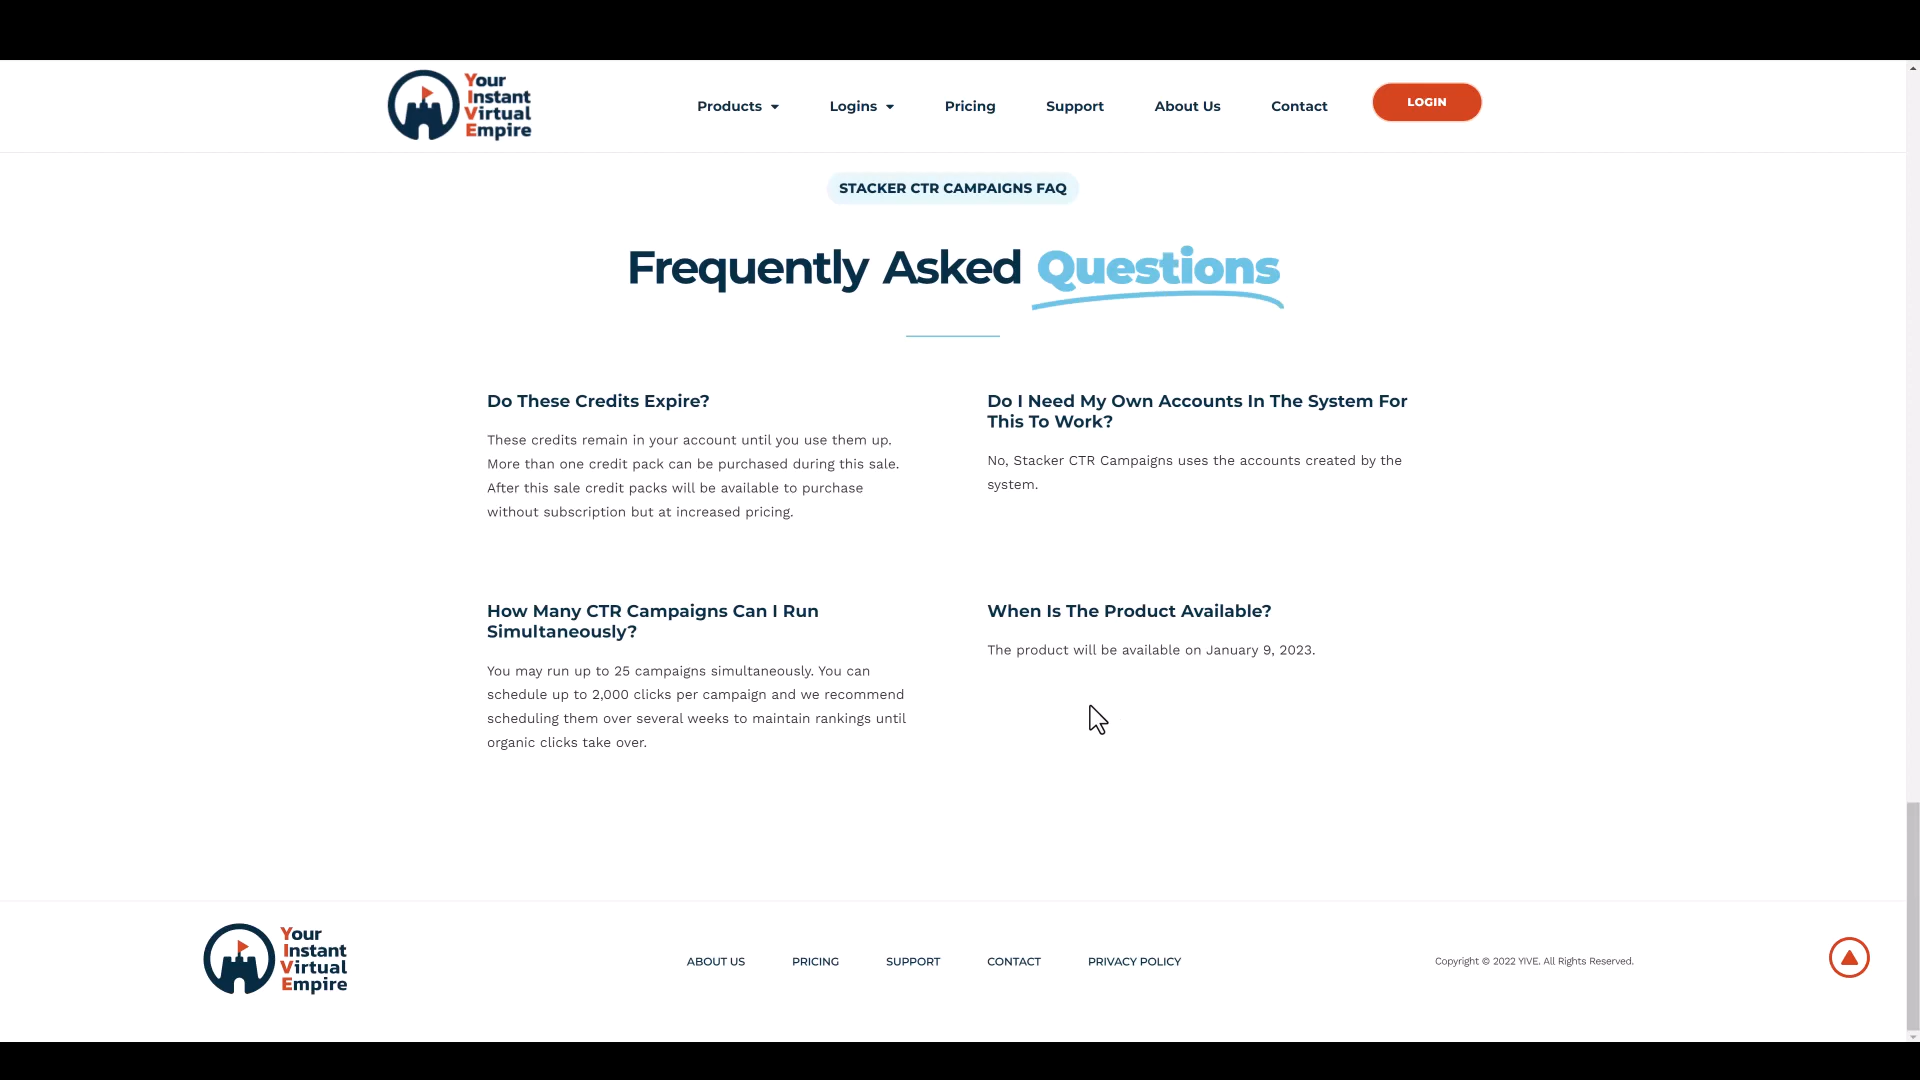 Your
Instant
Virtual
Empire
Products
Logins
Pricing
Support
About Us
Contact
LOGIN
STACKER CTR CAMPAIGNS FAQ
Frequently Asked Questions
Do These Credits Expire?
These credits remain in your account until you use them up.
More than one credit pack can be purchased during this sale.
After this sale credit packs will be available to purchase
without subscription but at increased pricing.
Do I Need My Own Accounts In The System For
This To Work?
No, Stacker CTR Campaigns uses the accounts created by the
system.
How Many CTR Campaigns Can I Run
Simultaneously?
You may run up to 25 campaigns simultaneously. You can
schedule up to 2,000 clicks per campaign and we recommend
scheduling them over several weeks to maintain rankings until
organic clicks take over.
When Is The Product Available?
The product will be available on January 9, 2023.
Your
Instant
Virtual
Empire
ABOUT US
PRICING
SUPPORT
CONTACT
PRIVACY POLICY
Copyright © 2022 YIVE. All Rights Reserved.